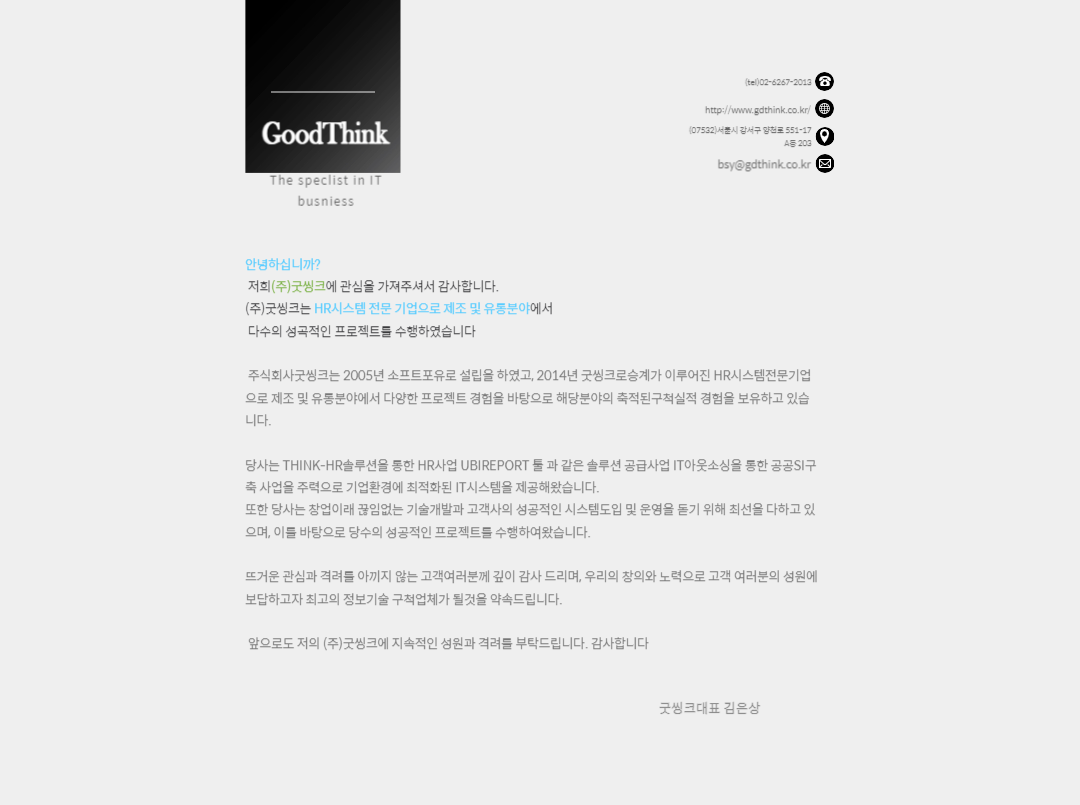 GoodThink
The speclist in IT
busniess
(tel)02-6267-2013
http://www.gdthink.co.kr/
(07532)서울시 강서구 양천로 551-17
A동 203
bsy@gdthink.co.kr
안녕하십니까?
저희(주)굿씽크에 관심을 가져주셔서 감사합니다.
(주)굿씽크는 HR시스템 전문 기업으로 제조 및 유통분야에서
다수의 성곡적인 프로젝트를 수행하였습니다
주식회사굿씽크는 2005년 소프트포유로 설립을 하였고, 2014년 굿씽크로승계가 이루어진 HR시스템전문기업
으로 제조 및 유통분야에서 다양한 프로젝트 경험을 바탕으로 해당분야의 축적된구척실적 경험을 보유하고 있습
니다.
당사는 THINK-HR솔루션을 통한 HR사업 UBIREPORT 툴 과 같은 솔루션 공급사업 IT아웃소싱을 통한 공공SI구
축 사업을 주력으로 기업환경에 최적화된 IT시스템을 제공해왔습니다.
또한 당사는 창업이래 끊임없는 기술개발과 고객사의 성공적인 시스템도입 및 운영을 돋기 위해 최선을 다하고 있
으며, 이를 바탕으로 당수의 성공적인 프로젝트를 수행하여왔습니다.
뜨거운 관심과 격려를 아끼지 않는 고객여러분께 깊이 감사 드리며, 우리의 창의와 노력으로 고객 여러분의 성원에
보답하고자 최고의 정보기술 구척업체가 될것을 약속드립니다.
앞으로도 저의 (주)굿씽크에 지속적인 성원과 격려를 부탁드립니다. 감사합니다
굿씽크대표 김은상